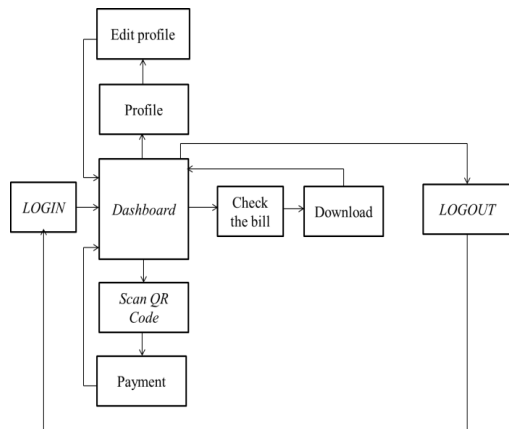 Edit profile
Profile
LOGIN
Dashboard
Check
the bill
Download
LOGOUT
Scan QR
Code
Payment